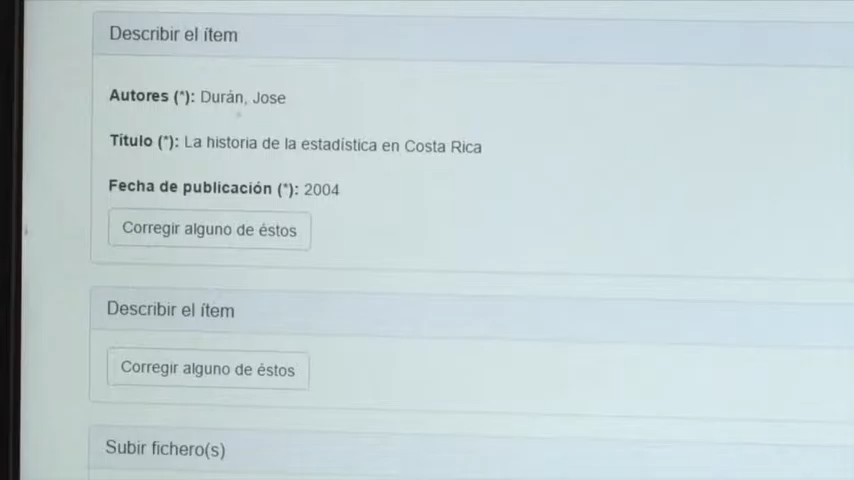 Describir el ítem
Autores (*): Durán, Jose
Título (*): La historia de la estadística en Costa Rica
Fecha de publicación (*): 2004
Corregir alguno de éstos
Describir el ítem
Corregir alguno de éstos
Subir fichero(s)